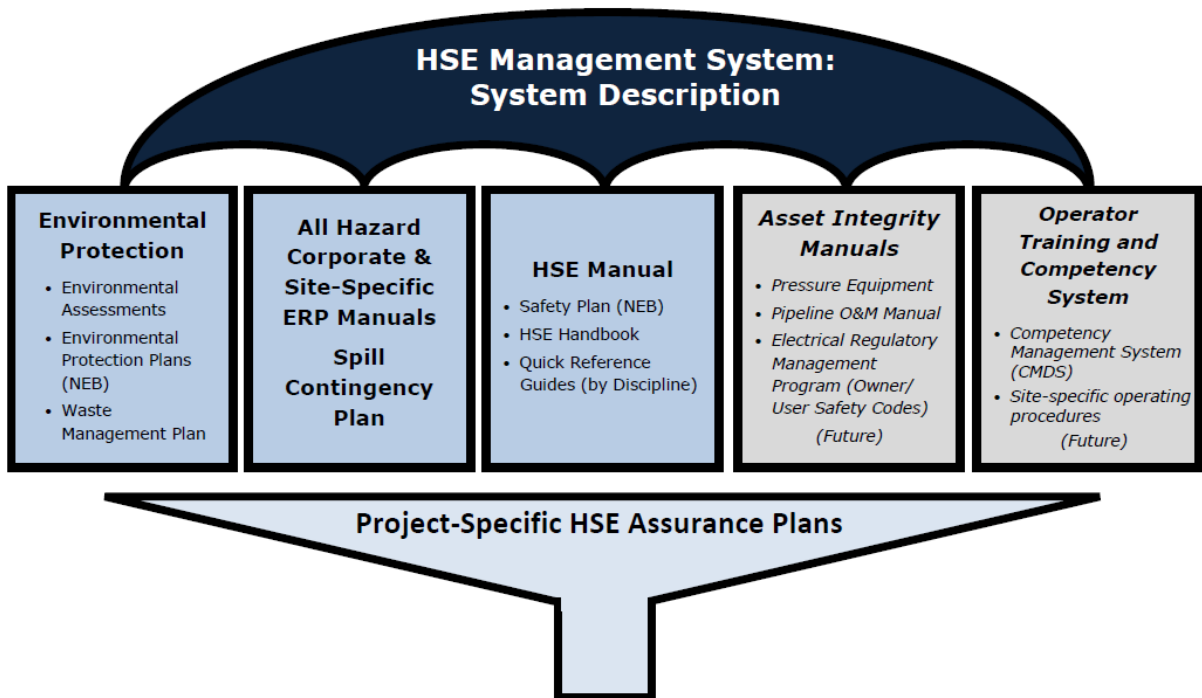 HSE Management System:
System Description
Environmental
Protection
• Environmental
Assessments
• Environmental
Protection Plans
(NEB)
• Waste
Management Plan
All Hazard
Corporate &
Site-Specific
ERP Manuals
Spill
Contingency
Plan
HSE Manual
• Safety Plan (NEB)
• HSE Handbook
• Quick Reference
Guides (by Discipline)
Asset Integrity
Manuals
• Pressure Equipment
• Pipeline O&M Manual
• Electrical Regulatory
Management
Program (Owner/
User Safety Codes)
(Future)
Operator
Training and
Competency
System
• Competency
Management System
(CMDS)
• Site-specific operating
procedures
(Future)
Project-Specific HSE Assurance Plans